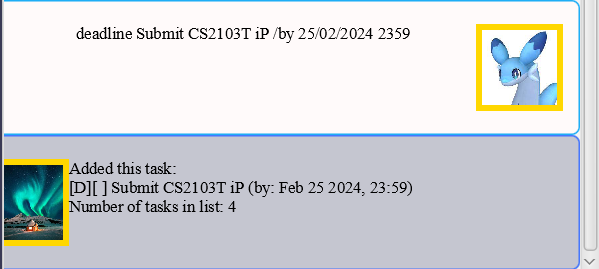 deadline Submit CS2103T iP /by 25/02/2024 2359
Added this task:
[D][ ] Submit CS2103T iP (by: Feb 25 2024, 23:59)
Number of tasks in list: 4